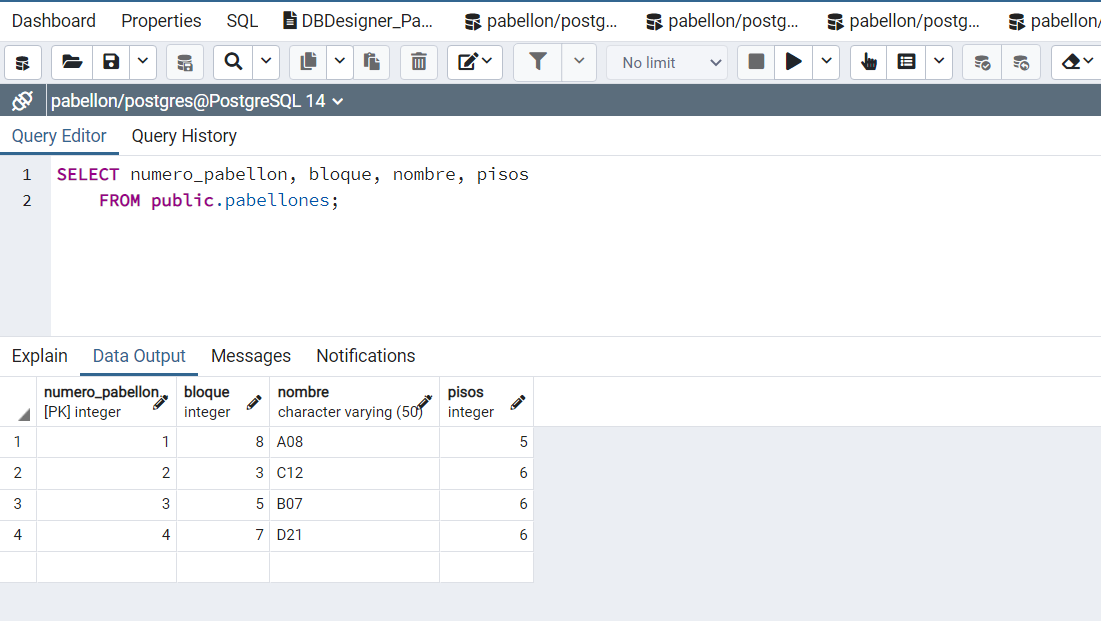 Dashboard Properties SQL DBDesigner_Pa... pabellon/postg... pabellon/postg... pabellon/postg... pabellon/
No limit
pabellon/postgres@PostgreSQL 14
Query Editor Query History
1 SELECT numero_pabellon, bloque, nombre, pisos
2 FROM public.pabellones;
Explain Data Output Messages Notifications
numero_pabellon bloque nombre pisos
[PK] integer integer character varying (50) integer
1 1 8 A08 5
2 2 3 C12 6
3 3 5 B07 6
4 4 7 D21 6